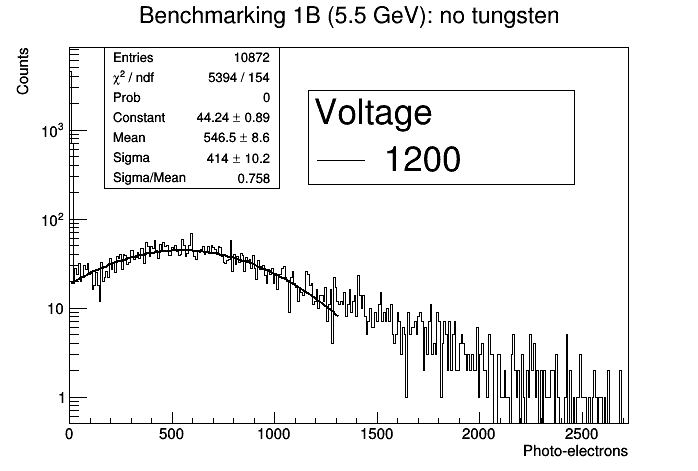 Benchmarking 1B (5.5 GeV): no tungsten
Counts
Entries 10872
χ² / ndf 5394 / 154
Prob 0
Constant 44.24 ± 0.89
Mean 546.5 ± 8.6
Sigma 414 ± 10.2
Sigma/Mean 0.758
Voltage
1200
10³
10²
10
1
0 500 1000 1500 2000 2500
Photo-electrons